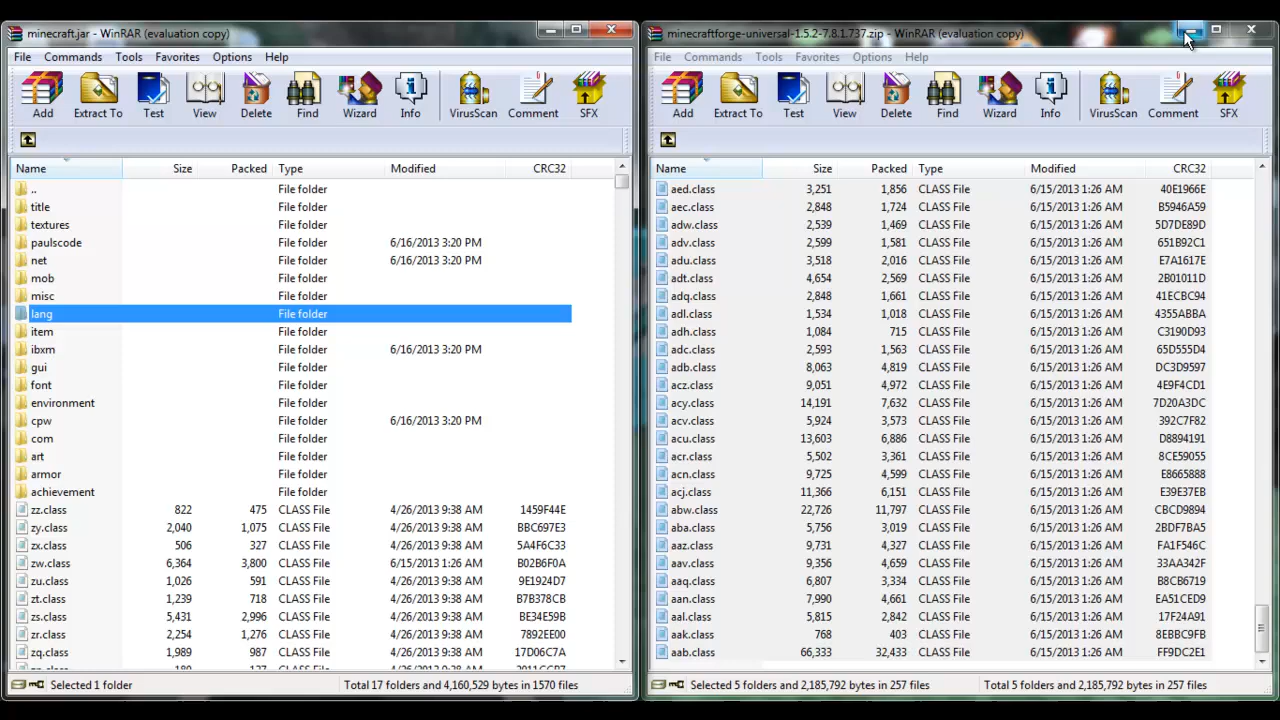 minecraft.jar - WinRAR (evaluation copy)
File Commands Tools Favorites Options Help
Add Extract To Test View Delete Find Wizard Info VirusScan Comment SFX
Name Size Packed Type Modified CRC32
.. File folder
title File folder
textures File folder
paulscode File folder 6/16/2013 3:20 PM
net File folder 6/16/2013 3:20 PM
mob File folder
misc File folder
lang File folder
item File folder
ibxm File folder 6/16/2013 3:20 PM
gui File folder
font File folder
environment File folder
cpw File folder 6/16/2013 3:20 PM
com File folder
art File folder
armor File folder
achievement File folder
zz.class 822 475 CLASS File 4/26/2013 9:38 AM 1459F44E
zy.class 2,040 1,075 CLASS File 4/26/2013 9:38 AM BBC697E3
zx.class 506 327 CLASS File 4/26/2013 9:38 AM 5A4F6C33
zw.class 6,364 3,800 CLASS File 6/15/2013 1:26 AM B02B6F0A
zu.class 1,026 591 CLASS File 4/26/2013 9:38 AM 9E1924D7
zt.class 1,239 718 CLASS File 4/26/2013 9:38 AM B7B378CB
zs.class 5,431 2,996 CLASS File 4/26/2013 9:38 AM BE34E59B
zr.class 2,254 1,276 CLASS File 4/26/2013 9:38 AM 7892EE00
zq.class 1,989 987 CLASS File 4/26/2013 9:38 AM 17D06C7A
Selected 1 folder Total 17 folders and 4,160,529 bytes in 1570 files
minecraftforge-universal-1.5.2-7.8.1.737.zip - WinRAR (evaluation copy)
File Commands Tools Favorites Options Help
Add Extract To Test View Delete Find Wizard Info VirusScan Comment SFX
Name Size Packed Type Modified CRC32
aed.class 3,251 1,856 CLASS File 6/15/2013 1:26 AM 40E1966E
aec.class 2,848 1,724 CLASS File 6/15/2013 1:26 AM B5946A59
adw.class 2,539 1,469 CLASS File 6/15/2013 1:26 AM 5D7DE89D
adv.class 2,599 1,581 CLASS File 6/15/2013 1:26 AM 651B92C1
adu.class 3,518 2,016 CLASS File 6/15/2013 1:26 AM E7A1617E
adt.class 4,654 2,569 CLASS File 6/15/2013 1:26 AM 2B01011D
adq.class 2,848 1,661 CLASS File 6/15/2013 1:26 AM 41ECBC94
adl.class 1,534 1,018 CLASS File 6/15/2013 1:26 AM 4355ABBA
adh.class 1,084 715 CLASS File 6/15/2013 1:26 AM C3190D93
adc.class 2,593 1,563 CLASS File 6/15/2013 1:26 AM 65D555D4
adb.class 8,063 4,819 CLASS File 6/15/2013 1:26 AM DC3D9597
acz.class 9,051 4,972 CLASS File 6/15/2013 1:26 AM 4E9F4CD1
acy.class 14,191 7,632 CLASS File 6/15/2013 1:26 AM 7D20A3DC
acv.class 5,924 3,573 CLASS File 6/15/2013 1:26 AM 392C7F82
acu.class 13,603 6,886 CLASS File 6/15/2013 1:26 AM D8894191
acr.class 5,502 3,361 CLASS File 6/15/2013 1:26 AM 8CE59055
acn.class 9,725 4,599 CLASS File 6/15/2013 1:26 AM E8665888
acj.class 11,366 6,151 CLASS File 6/15/2013 1:26 AM E39E37EB
abw.class 22,726 11,797 CLASS File 6/15/2013 1:26 AM CBCD9894
aba.class 5,756 3,019 CLASS File 6/15/2013 1:26 AM 2BDF7BA5
aaz.class 9,731 4,327 CLASS File 6/15/2013 1:26 AM FA1F546C
aav.class 9,356 4,659 CLASS File 6/15/2013 1:26 AM 33AA342F
aaq.class 6,807 3,334 CLASS File 6/15/2013 1:26 AM B8CB6719
aan.class 7,990 4,661 CLASS File 6/15/2013 1:26 AM EA51CED9
aal.class 5,815 2,842 CLASS File 6/15/2013 1:26 AM 17F24A91
aak.class 768 403 CLASS File 6/15/2013 1:26 AM 8EBBC9FB
aab.class 66,333 32,433 CLASS File 6/15/2013 1:26 AM FF9DC2E1
Selected 5 folders and 2,185,792 bytes in 257 files Total 5 folders and 2,185,792 bytes in 257 files